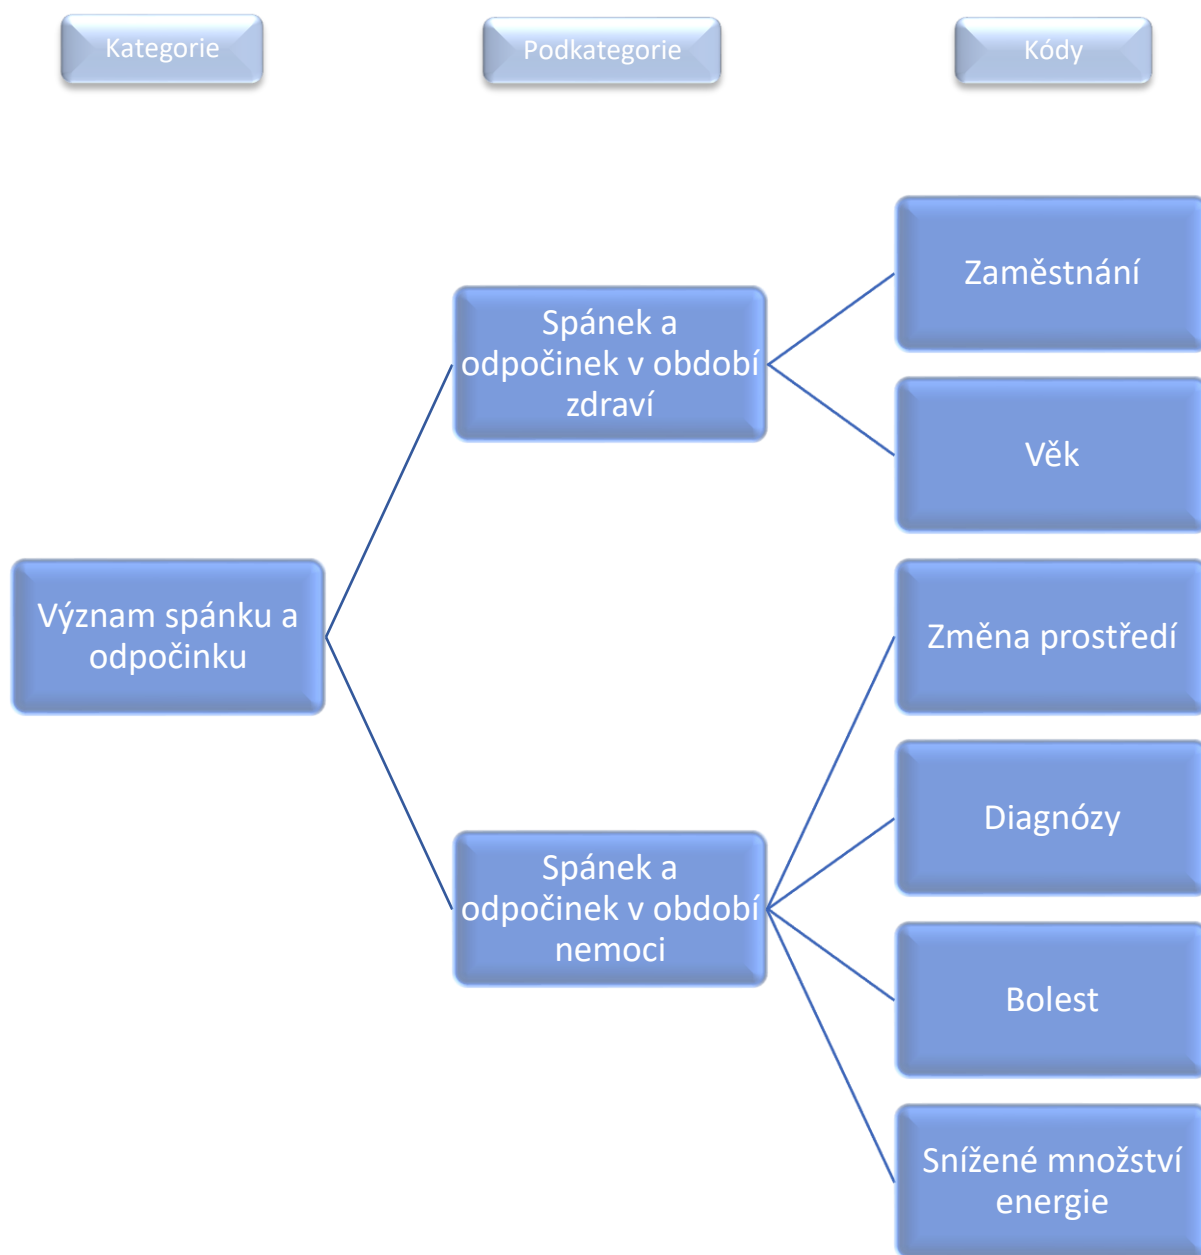 Kategorie
Podkategorie
Kódy
Význam spánku a
odpočinku
Spánek a
odpočinek v období
zdraví
Zaměstnání
Věk
Spánek a
odpočinek v období
nemoci
Změna prostředí
Diagnózy
Bolest
Snížené množství
energie